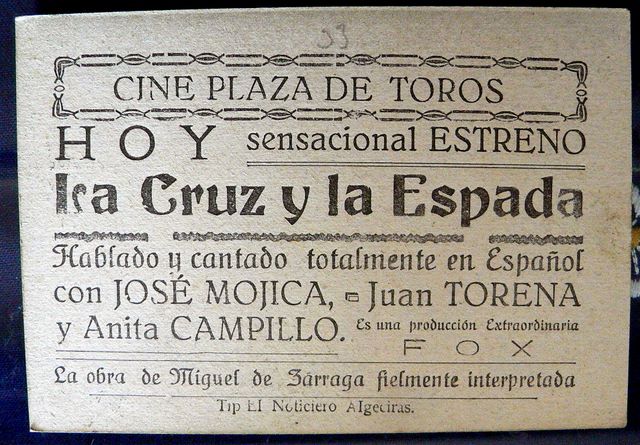 33
CINE PLAZA DE TOROS
HOY sensacional ESTRENO
La Cruz y la Espada
Hablado y cantado totalmente en Español
con JOSÉ MOJICA, = Juan TORENA
y Anita CAMPILLO. Es una producción Extraordinaria
FOX
La obra de Miguel de Zárraga fielmente interpretada
Tip El Noticiero Algeciras.